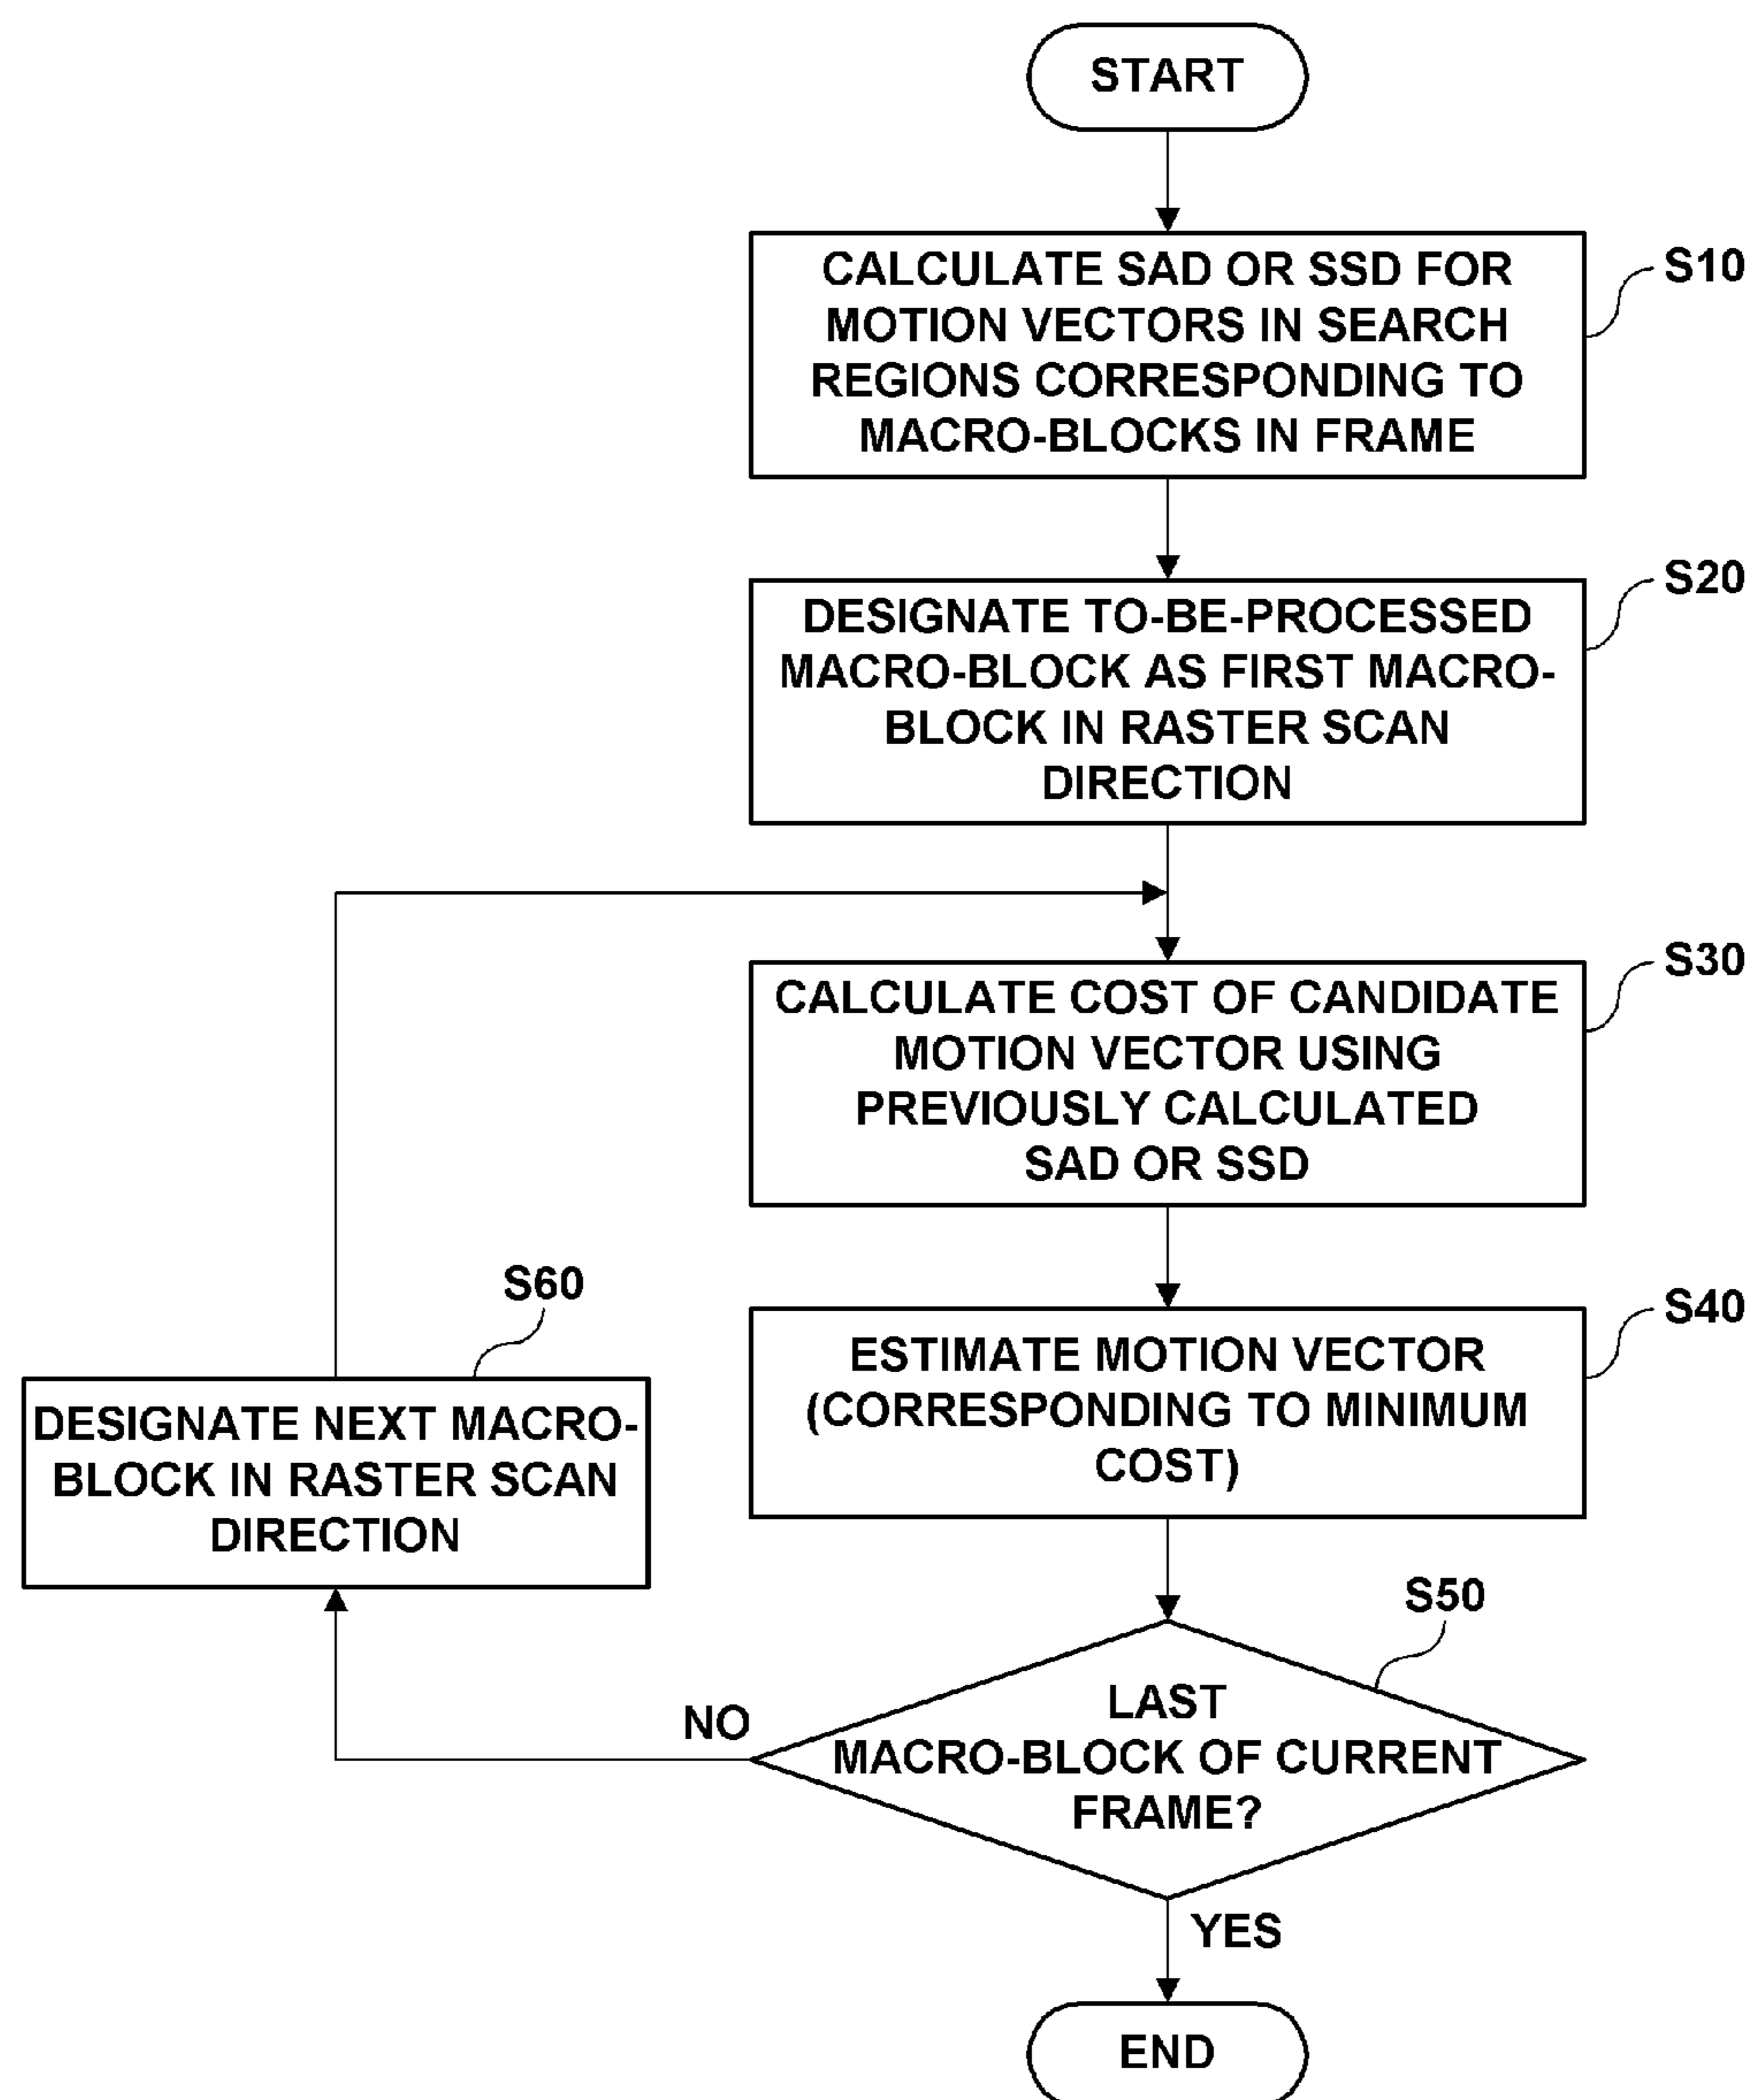 START
CALCULATE SAD OR SSD FOR
MOTION VECTORS IN SEARCH
REGIONS CORRESPONDING TO
MACRO-BLOCKS IN FRAME
S10
DESIGNATE TO-BE-PROCESSED
MACRO-BLOCK AS FIRST MACRO-
BLOCK IN RASTER SCAN
DIRECTION
S20
CALCULATE COST OF CANDIDATE
MOTION VECTOR USING
PREVIOUSLY CALCULATED
SAD OR SSD
S30
ESTIMATE MOTION VECTOR
(CORRESPONDING TO MINIMUM
COST)
S40
LAST
MACRO-BLOCK OF CURRENT
FRAME?
S50
NO
DESIGNATE NEXT MACRO-
BLOCK IN RASTER SCAN
DIRECTION
S60
YES
END